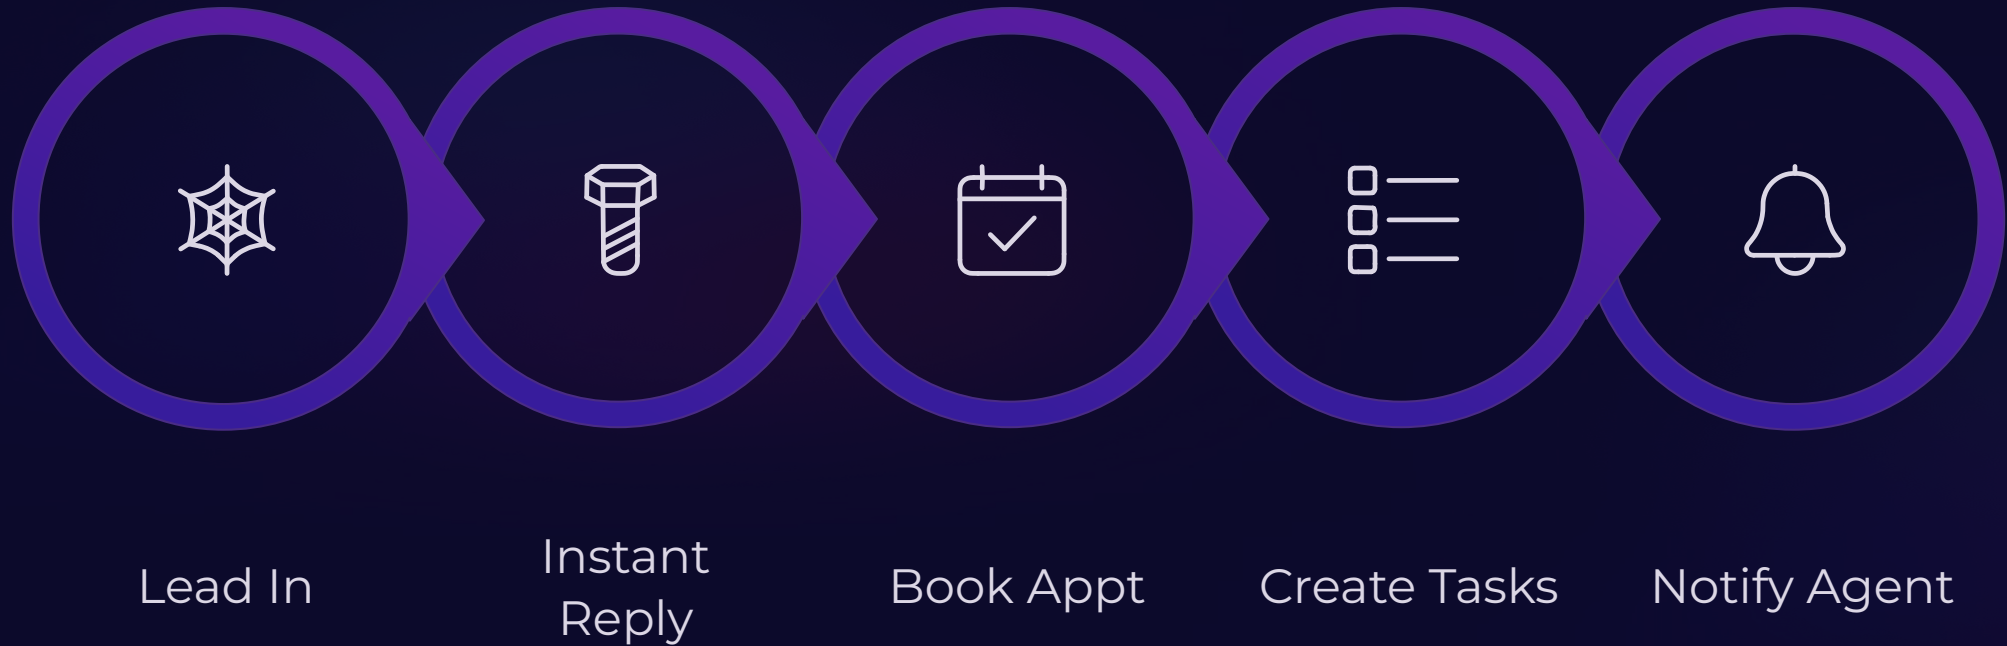 Lead In
Instant
Reply
Book Appt
Create Tasks
Notify Agent